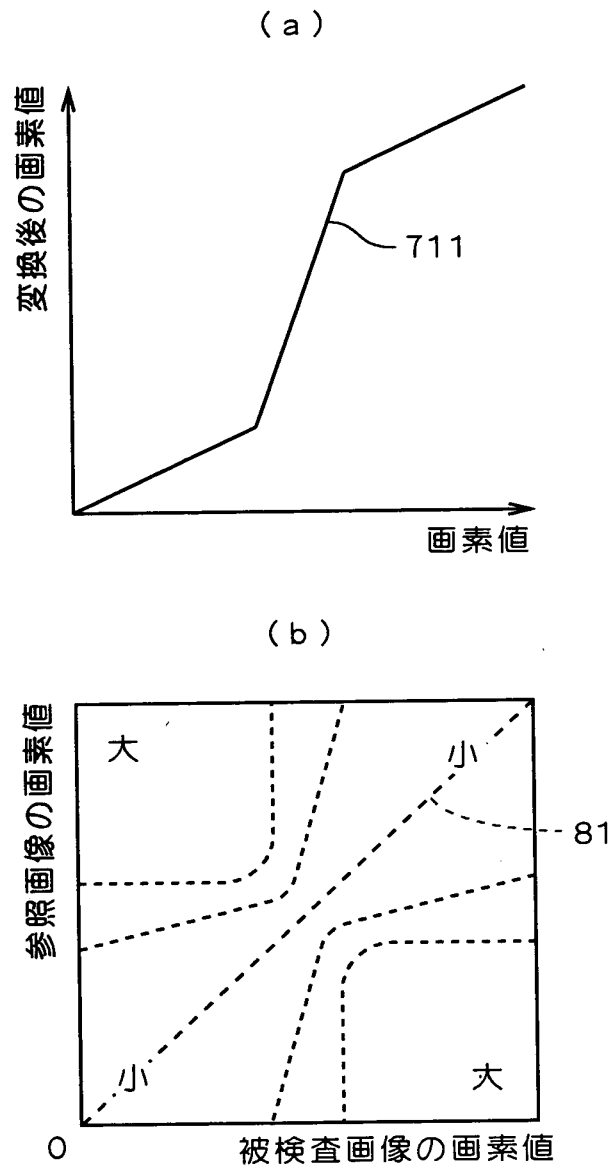 (a)
変換後の画素値
711
画素値
(b)
参照画像の画素値
大
小
81
小
大
0
被検査画像の画素値